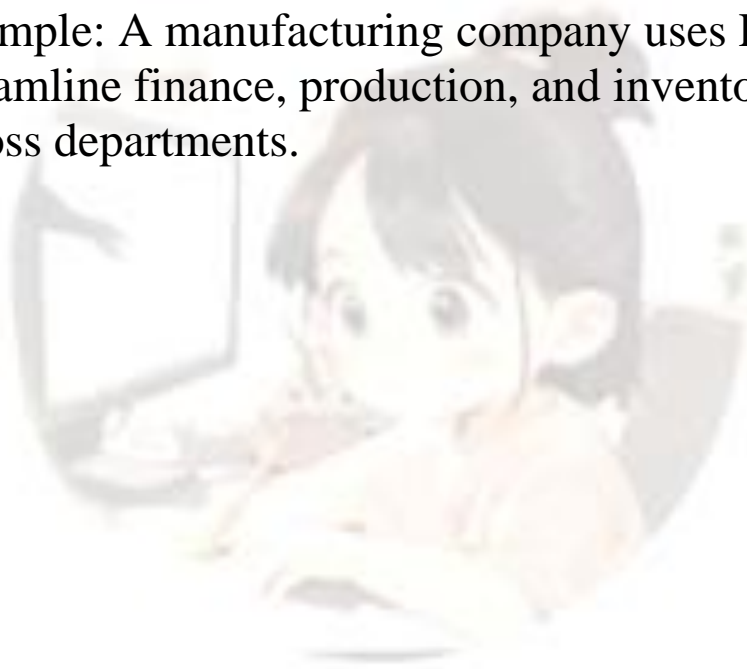 mple: A manufacturing company uses
amline finance, production, and invento
oss departments.